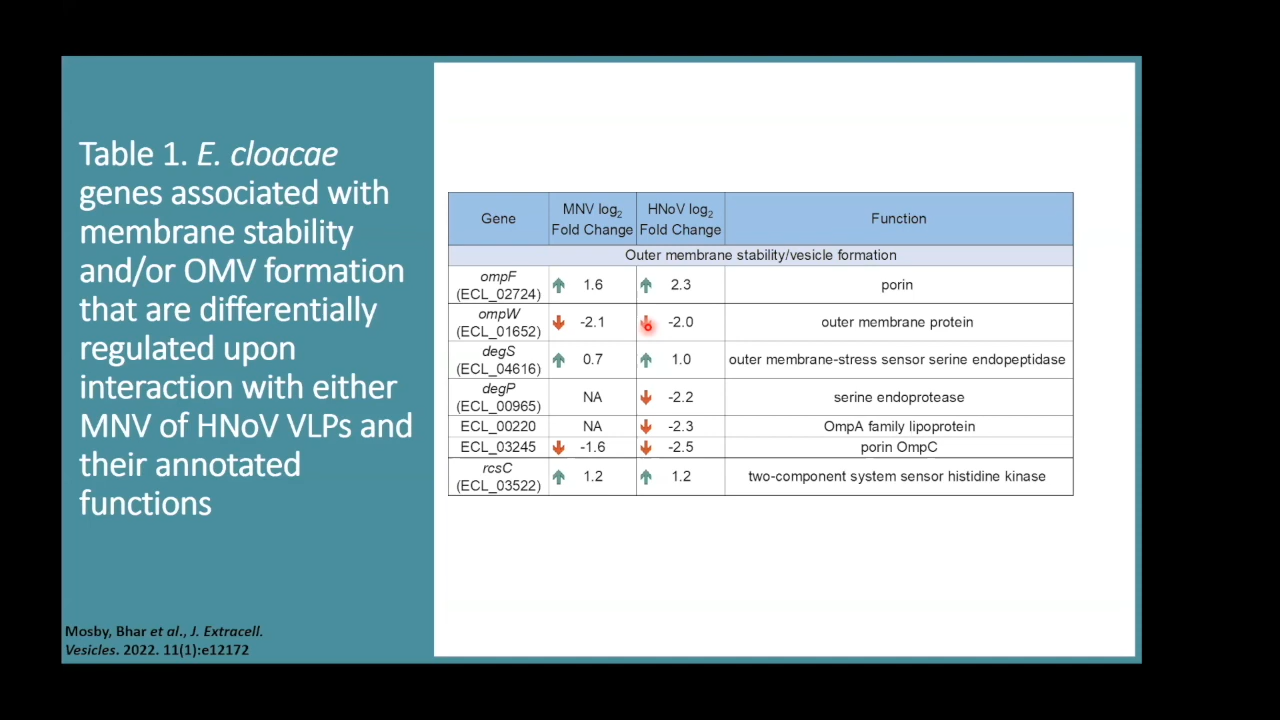 Table 1. E. cloacae
genes associated with
membrane stability
and/or OMV formation
that are differentially
regulated upon
interaction with either
MNV of HNoV VLPs and
their annotated
functions
Mosby, Bhar et al., J. Extracell.
Vesicles. 2022. 11(1):e12172
Gene MNV log2 Fold Change HNoV log2 Fold Change Function
Outer membrane stability/vesicle formation
ompF (ECL_02724) 1.6 2.3 porin
ompW (ECL_01652) -2.1 -2.0 outer membrane protein
degS (ECL_04616) 0.7 1.0 outer membrane-stress sensor serine endopeptidase
degP (ECL_00965) NA -2.2 serine endoprotease
ECL_00220 NA -2.3 OmpA family lipoprotein
ECL_03245 -1.6 -2.5 porin OmpC
rcsC (ECL_03522) 1.2 1.2 two-component system sensor histidine kinase